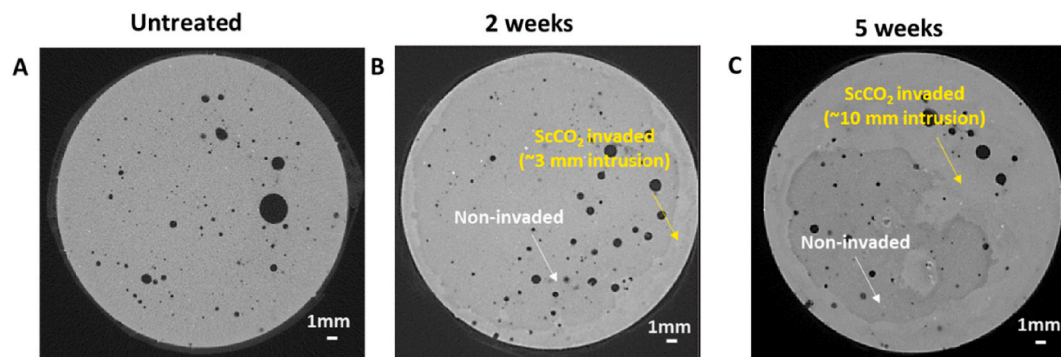 Untreated
2 weeks
5 weeks
A
B
C
ScCO₂ invaded
(~3 mm intrusion)
Non-invaded
ScCO₂ invaded
(~10 mm intrusion)
Non-invaded
1mm
1mm
1mm